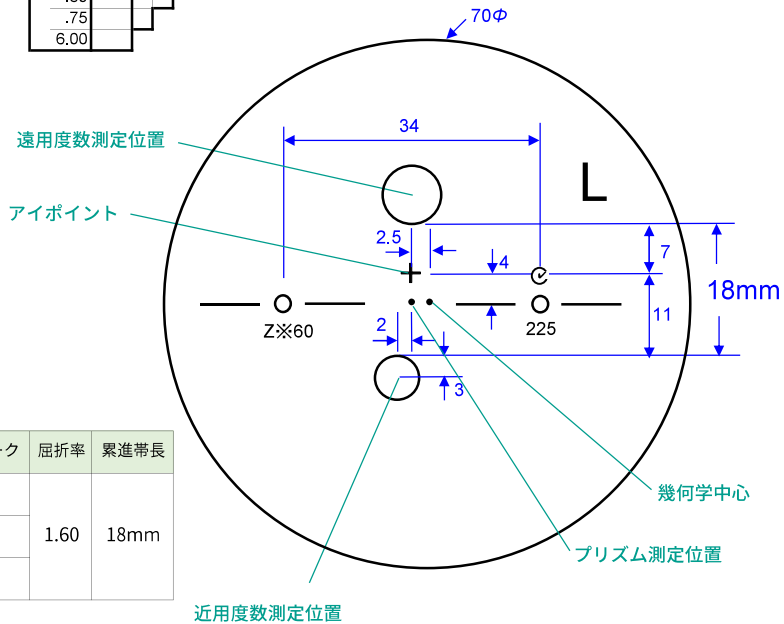 .75
6.00
70Φ
遠用度数測定位置
34
L
アイポイント
2.5
4
7
18mm
11
Z※60
225
2
3
ーク
屈折率
累進帯長
1.60
18mm
幾何学中心
プリズム測定位置
近用度数測定位置